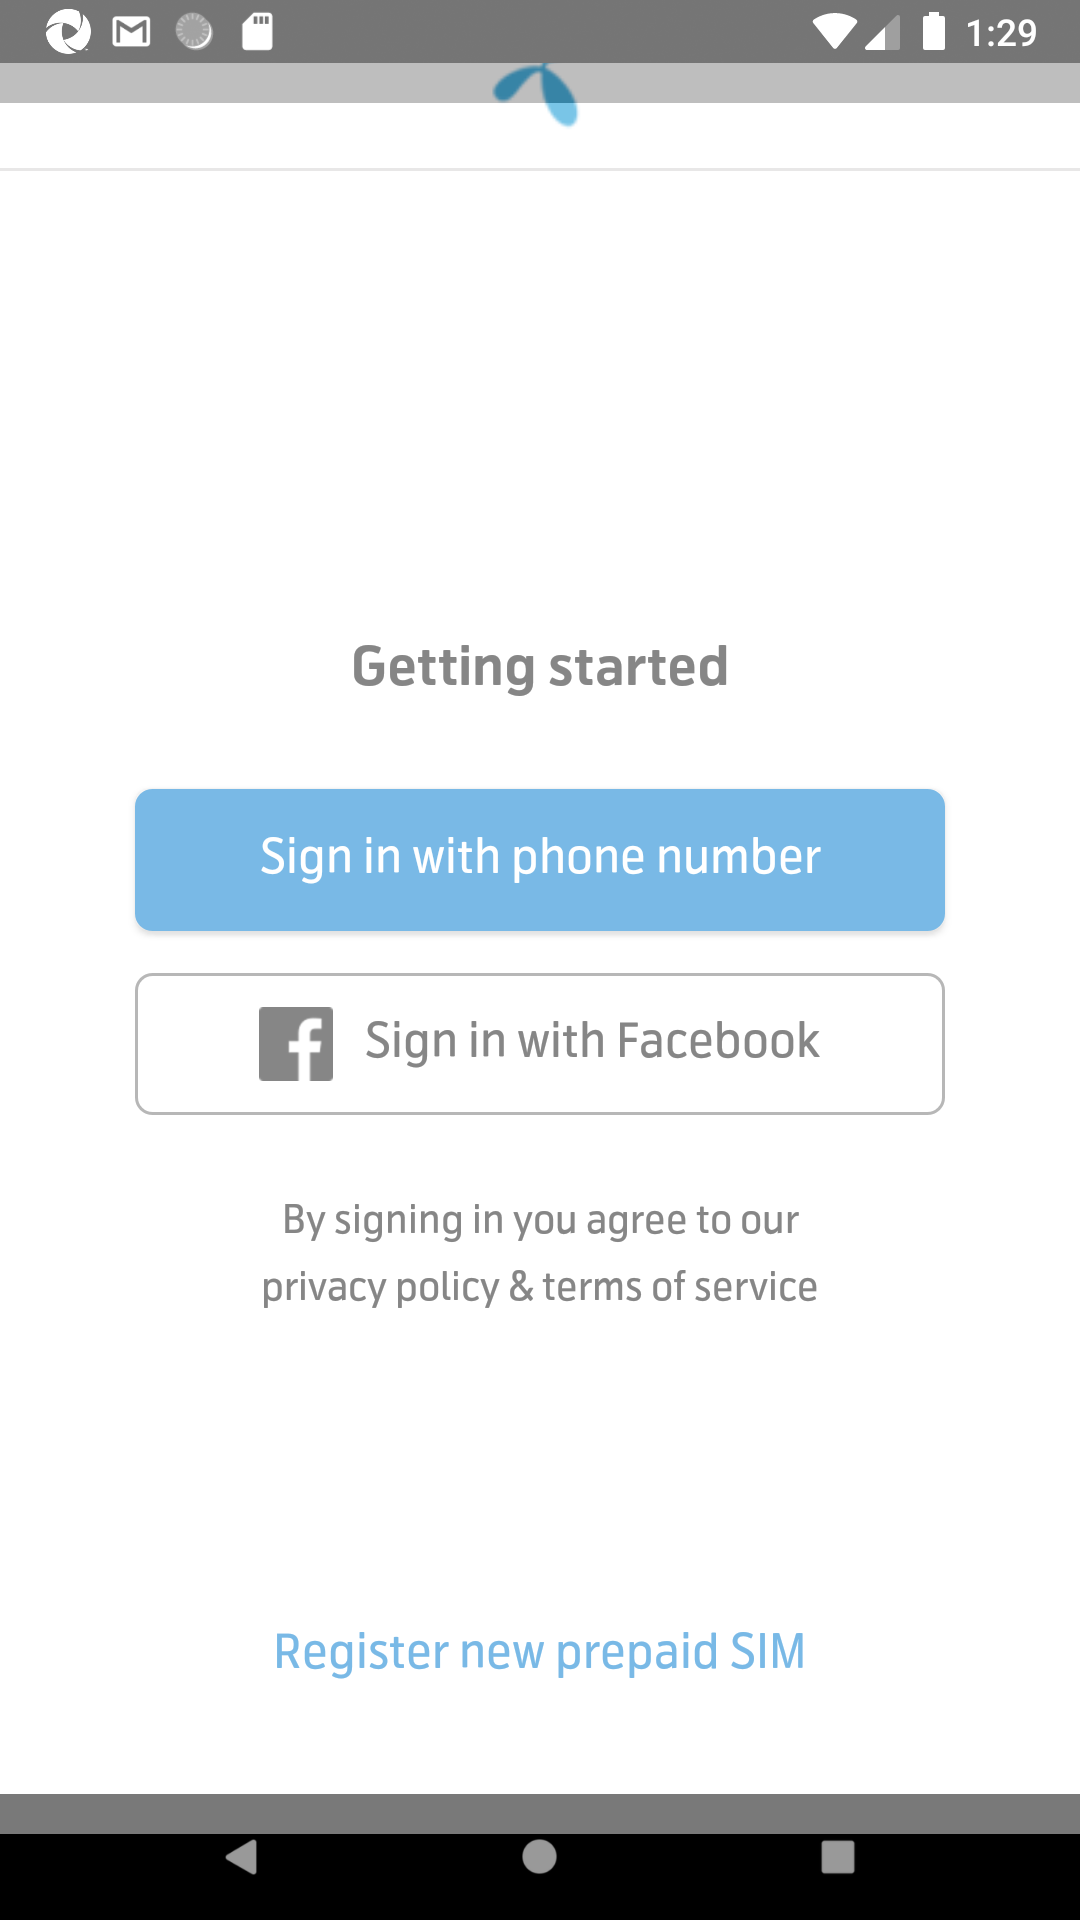 1:29
Getting started
Sign in with phone number
Sign in with Facebook
By signing in you agree to our
privacy policy & terms of service
Register new prepaid SIM